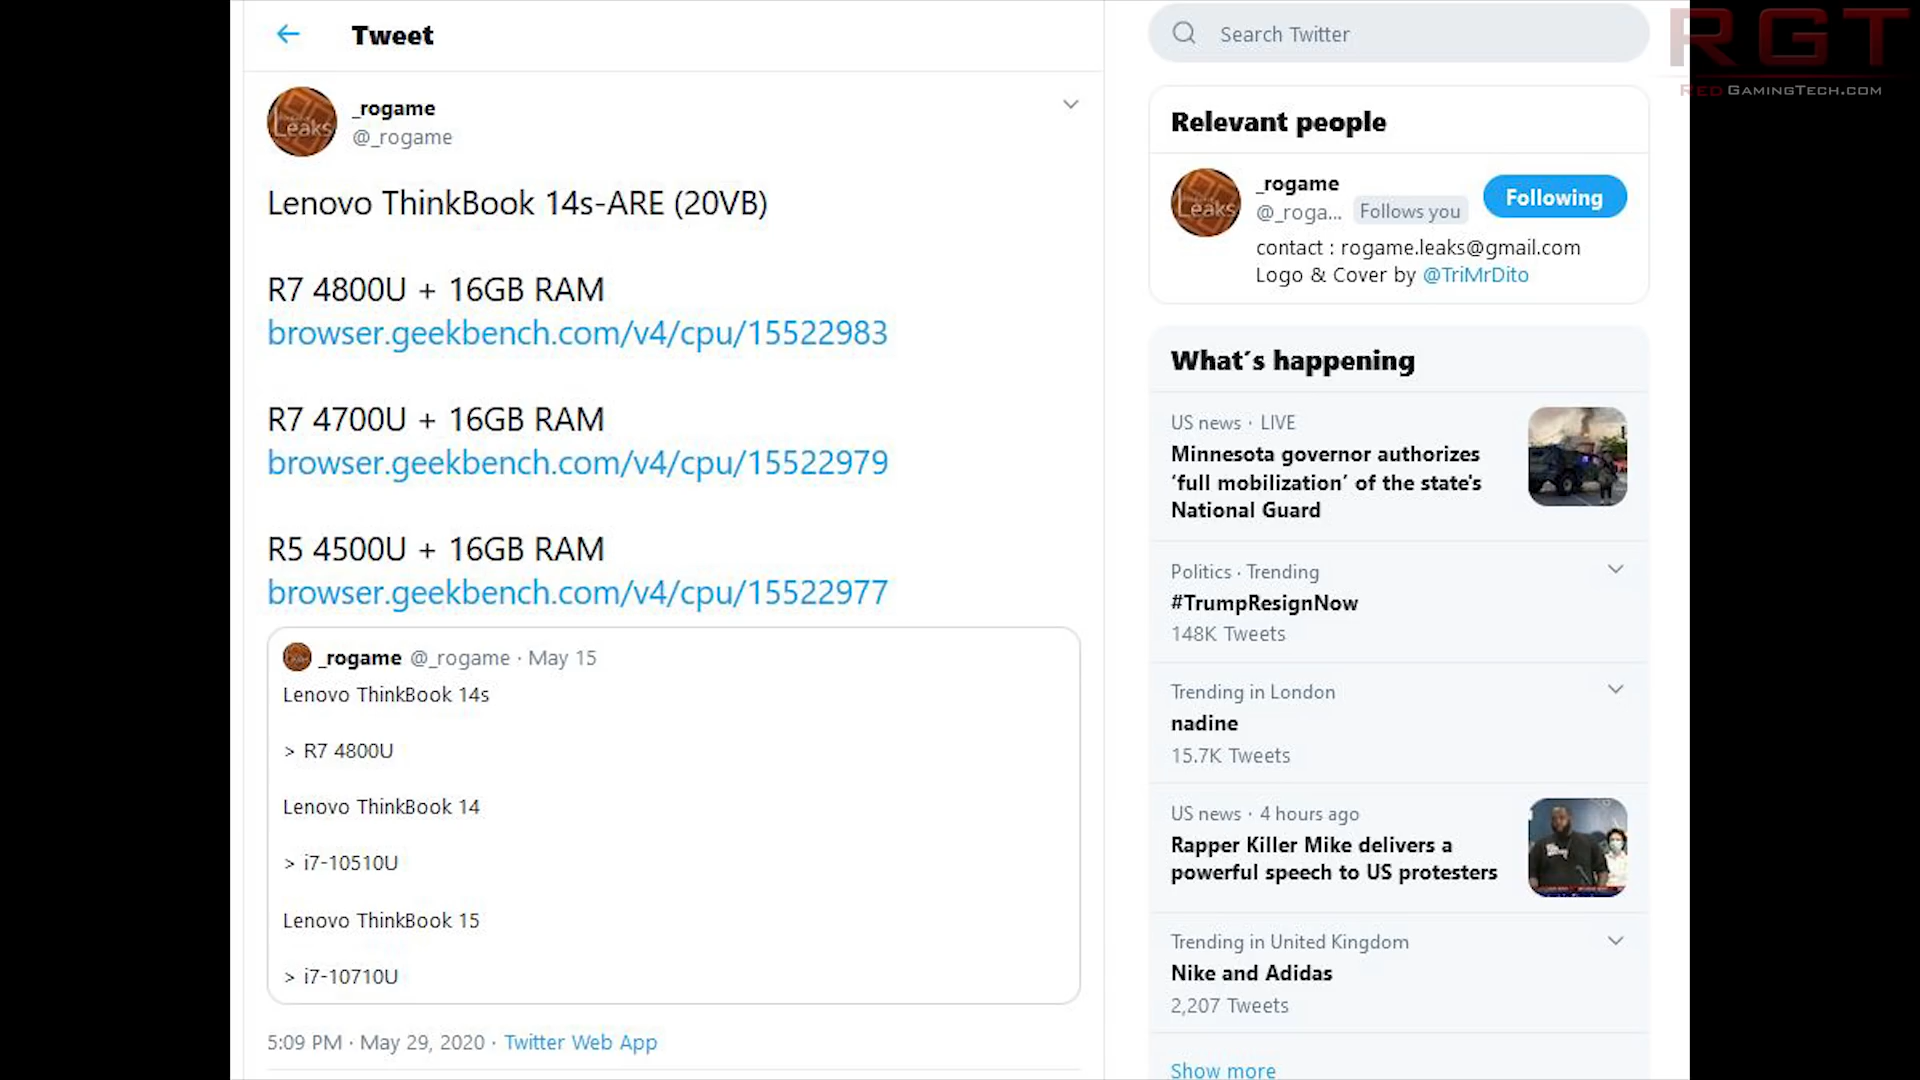 Tweet
_rogame
@_rogame
Lenovo ThinkBook 14s-ARE (20VB)
R7 4800U + 16GB RAM
browser.geekbench.com/v4/cpu/15522983
R7 4700U + 16GB RAM
browser.geekbench.com/v4/cpu/15522979
R5 4500U + 16GB RAM
browser.geekbench.com/v4/cpu/15522977
_rogame @_rogame · May 15
Lenovo ThinkBook 14s
> R7 4800U
Lenovo ThinkBook 14
> i7-10510U
Lenovo ThinkBook 15
> i7-10710U
5:09 PM · May 29, 2020 · Twitter Web App
Search Twitter
Relevant people
Leaks
_rogame
@_roga... Follows you
Following
contact : rogame.leaks@gmail.com
Logo & Cover by @TriMrDito
What's happening
US news · LIVE
Minnesota governor authorizes
‘full mobilization’ of the state's
National Guard
Politics · Trending
#TrumpResignNow
148K Tweets
Trending in London
nadine
15.7K Tweets
US news · 4 hours ago
Rapper Killer Mike delivers a
powerful speech to US protesters
Trending in United Kingdom
Nike and Adidas
2,207 Tweets
Show more
RGT
REDGAMINGTECH.COM